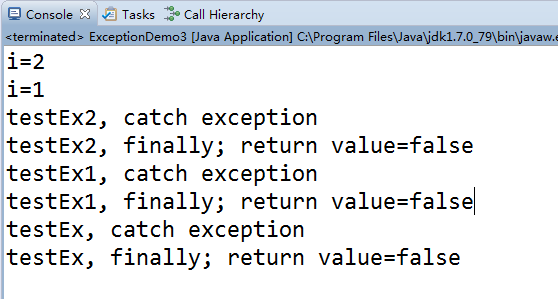 Console Tasks Call Hierarchy
<terminated> ExceptionDemo3 [Java Application] C:\Program Files\Java\jdk1.7.0_79\bin\javaw.e
i=2
i=1
testEx2, catch exception
testEx2, finally; return value=false
testEx1, catch exception
testEx1, finally; return value=false
testEx, catch exception
testEx, finally; return value=false